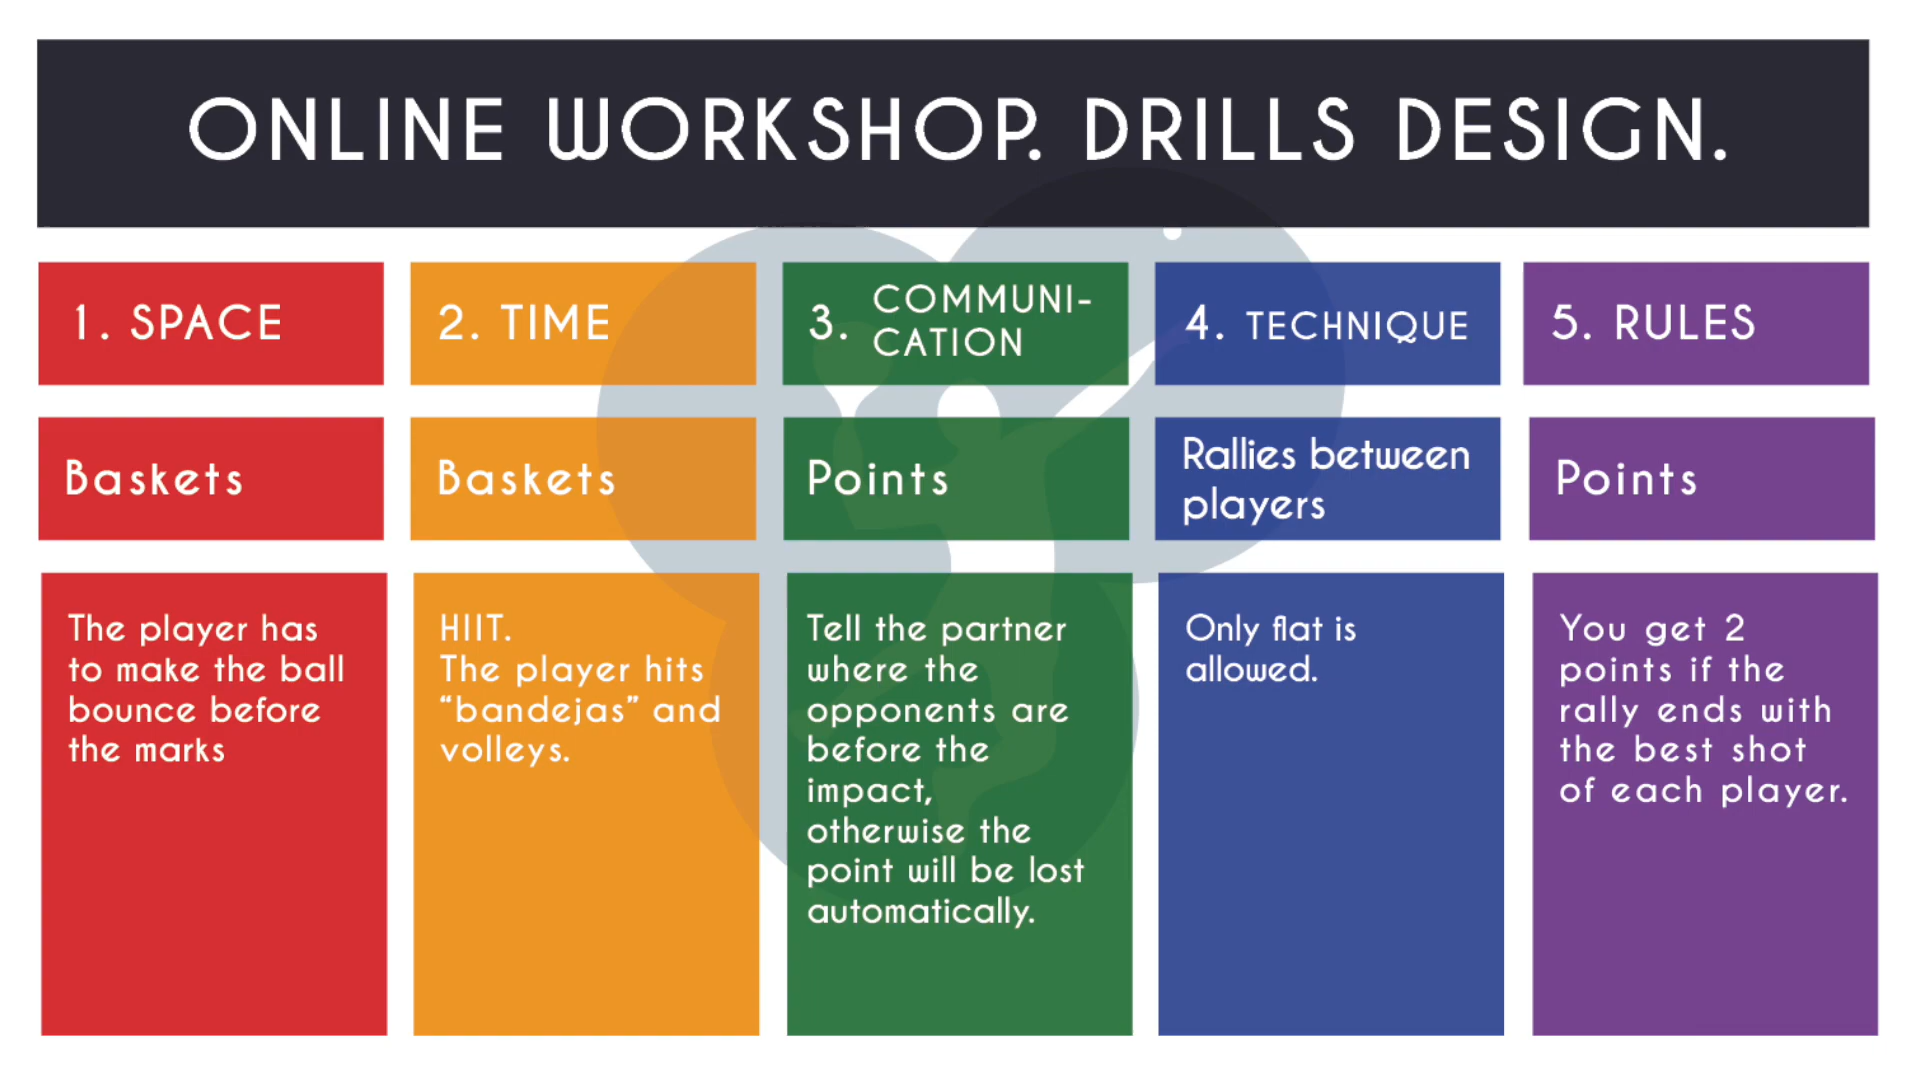 ONLINE WORKSHOP. DRILLS DESIGN.
1. SPACE
2. TIME
3. COMMUNI-
CATION
4. TECHNIQUE
5. RULES
Baskets
Baskets
Points
Rallies between
players
Points
The player has
to make the ball
bounce before
the marks
HIIT.
The player hits
“bandejas” and
volleys.
Tell the partner
where the
opponents are
before the
impact,
otherwise the
point will be lost
automatically.
Only flat is
allowed.
You get 2
points if the
rally ends with
the best shot
of each player.